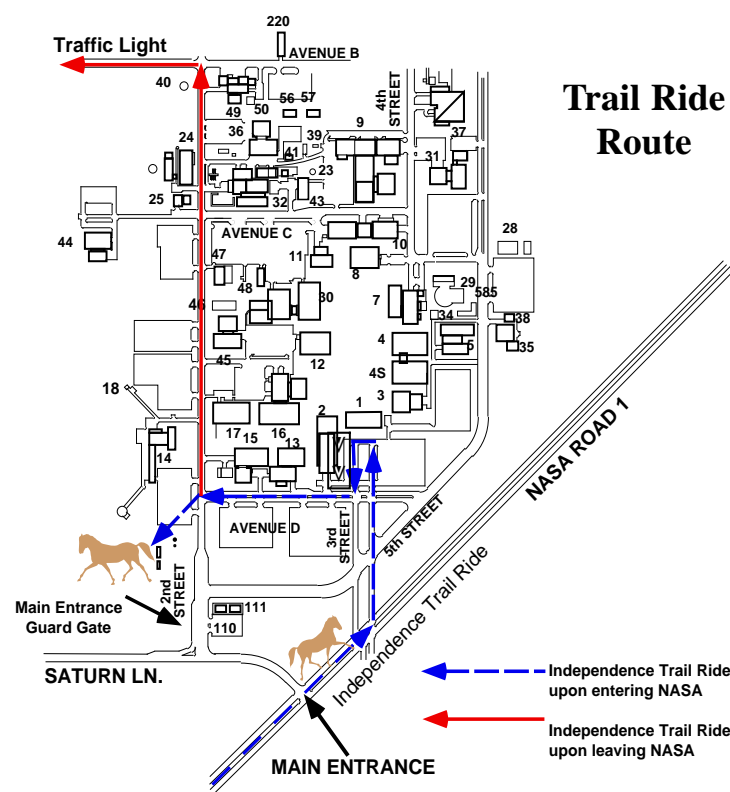 220
Traffic Light
AVENUE B
Trail Ride
Route
40
4th
STREET
49
50
56
57
9
24
36
39
37
41
31
23
25
32
43
44
AVENUE C
10
28
47
11
8
48
29
585
46
30
7
34
38
45
12
4
5
35
4S
18
3
1
2
17
16
15
13
14
NASA ROAD 1
AVENUE D
3rd
STREET
5th STREET
2nd
STREET
Main Entrance
Guard Gate
111
110
Independence Trail Ride
SATURN LN.
Independence Trail Ride
upon entering NASA
Independence Trail Ride
upon leaving NASA
MAIN ENTRANCE